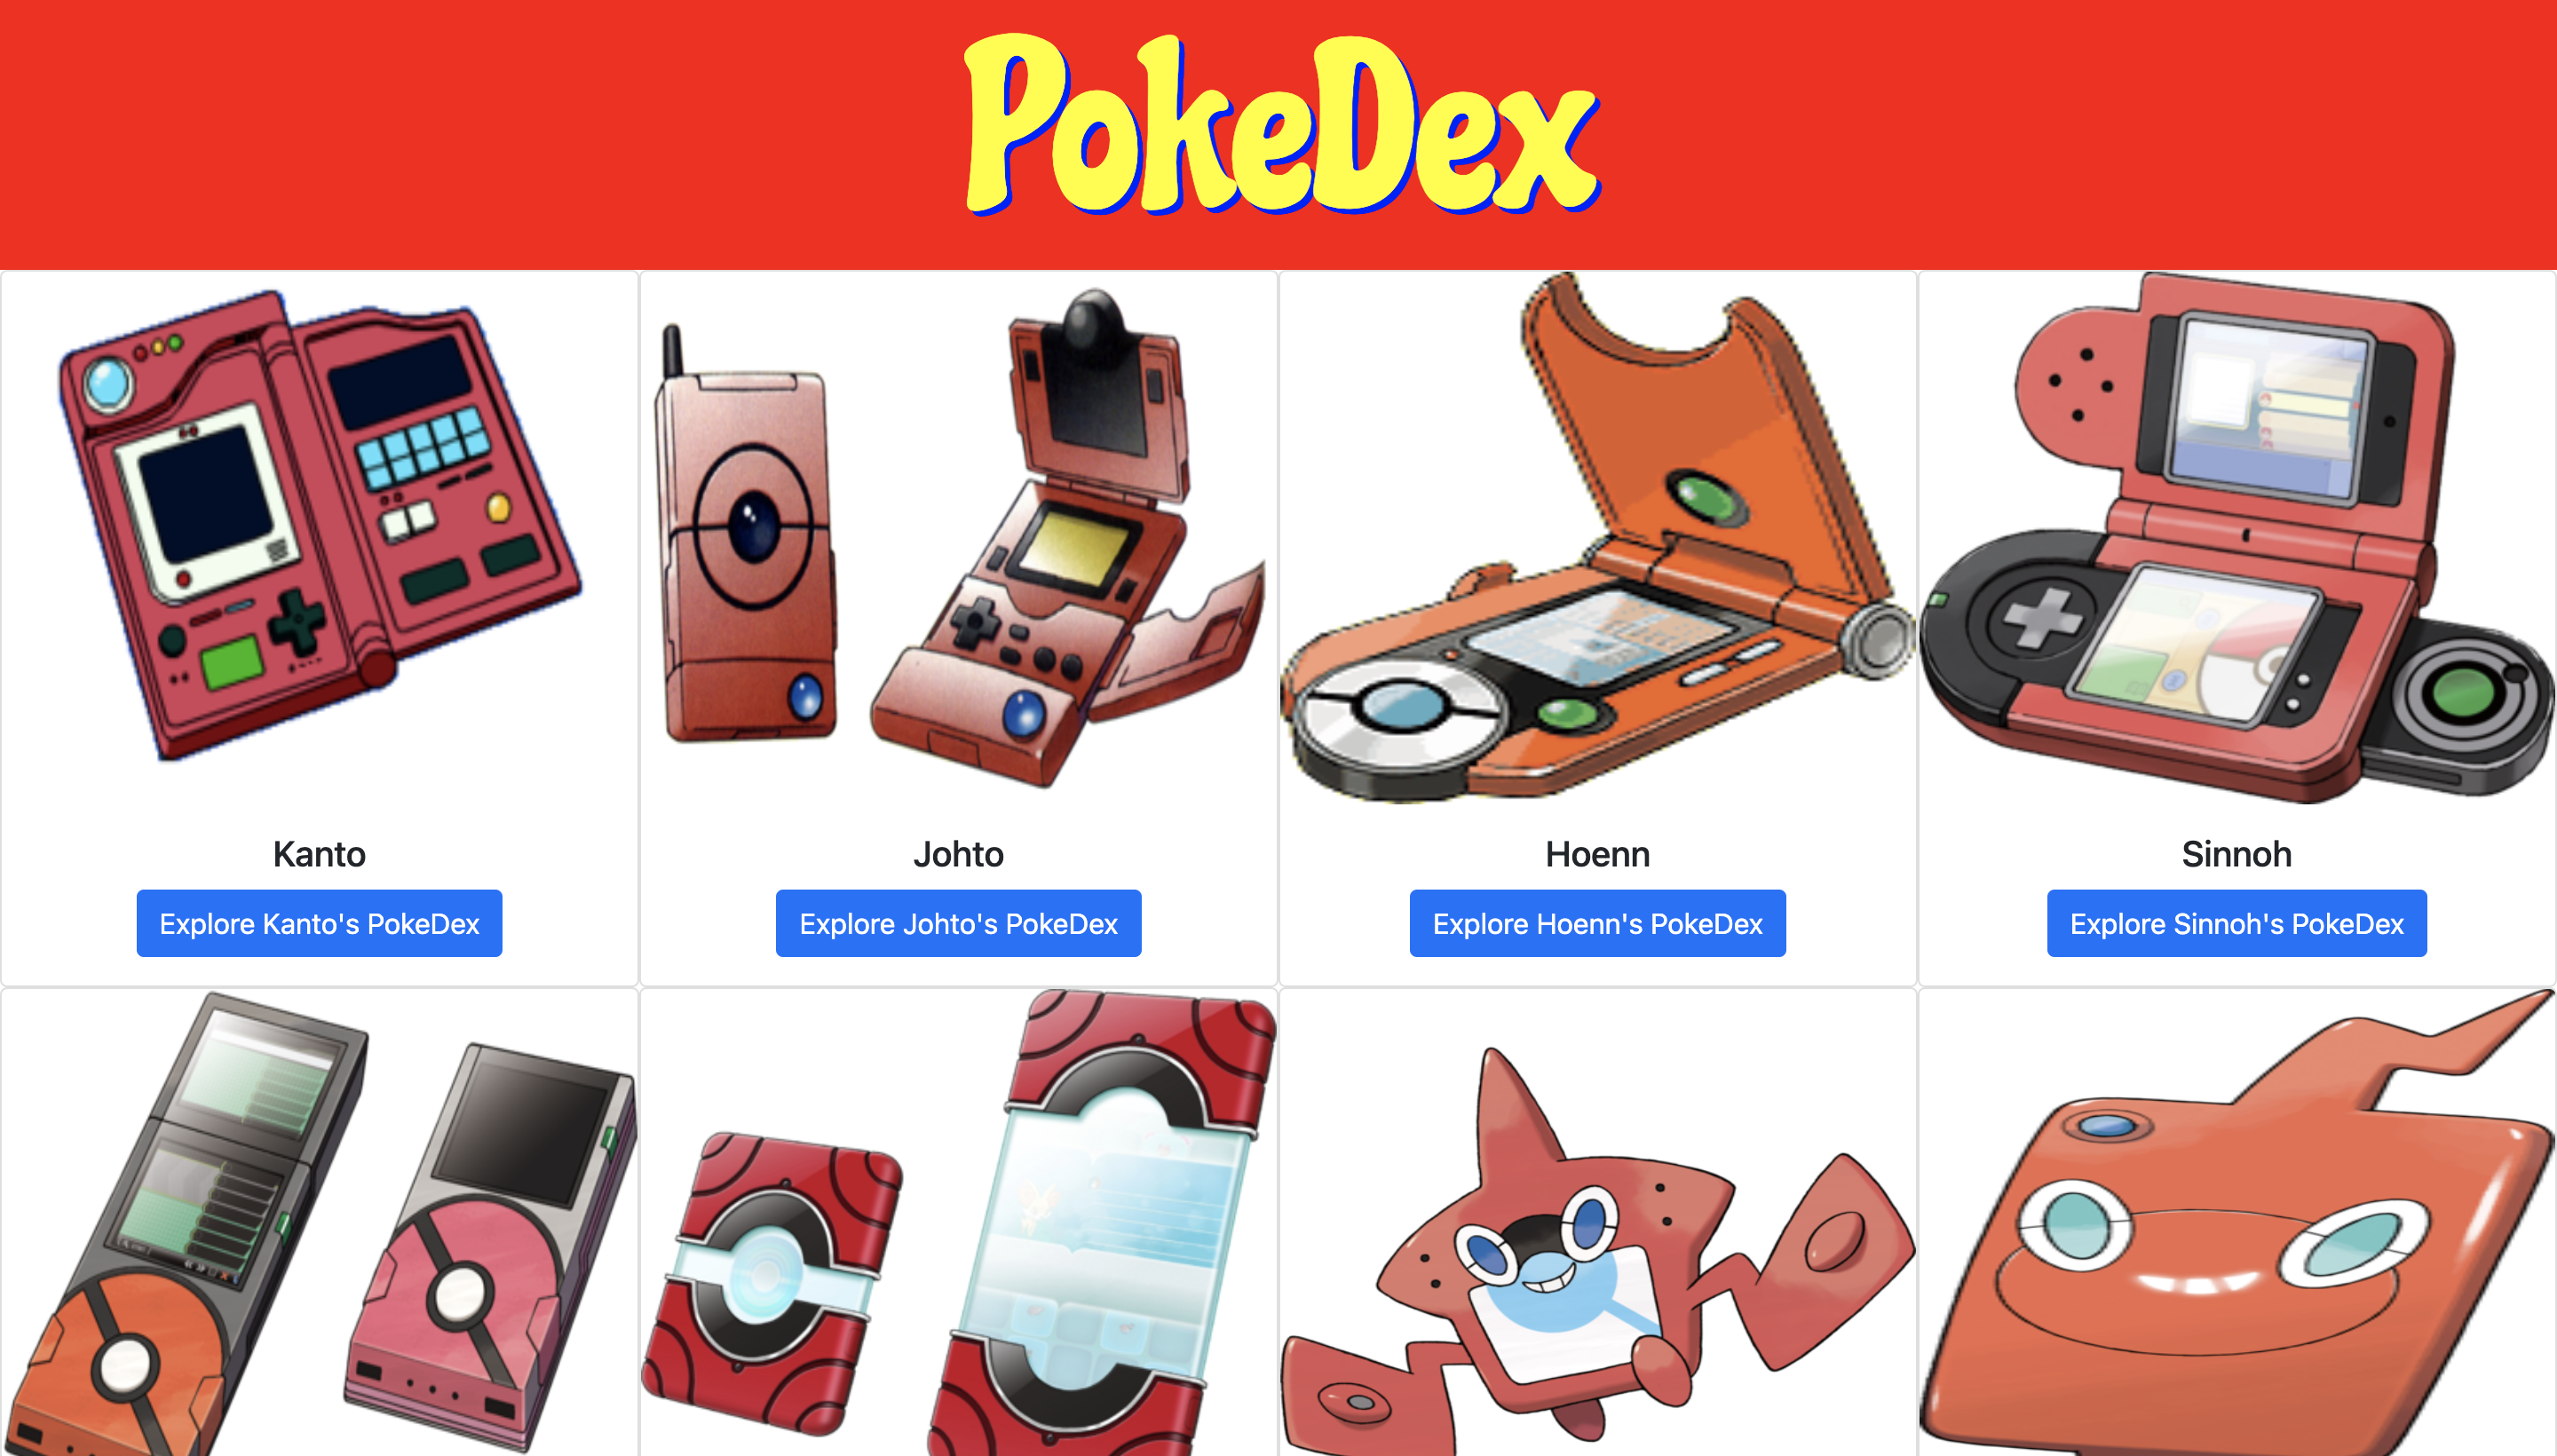 PokeDex
Kanto
Johto
Hoenn
Sinnoh
Explore Kanto's PokeDex
Explore Johto's PokeDex
Explore Hoenn's PokeDex
Explore Sinnoh's PokeDex